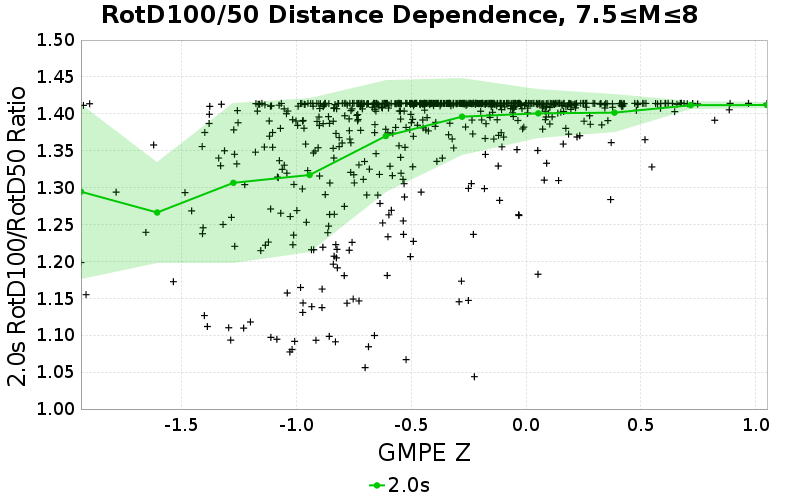 RotD100/50 Distance Dependence, 7.5≤M≤8
2.0s RotD100/RotD50 Ratio
1.50
1.45
1.40
1.35
1.30
1.25
1.20
1.15
1.10
1.05
1.00
-1.5 -1.0 -0.5 0.0 0.5 1.0
GMPE Z
2.0s